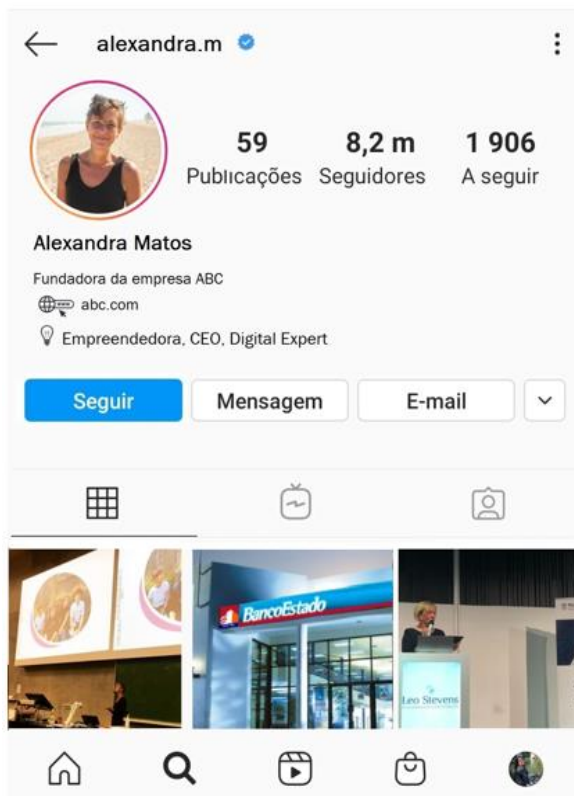 alexandra.m
59 8,2 m 1 906
Publicações Seguidores A seguir
Alexandra Matos
Fundadora da empresa ABC
abc.com
Empreendedora, CEO, Digital Expert
Seguir Mensagem E-mail
BancoEstado
Leo Stevens